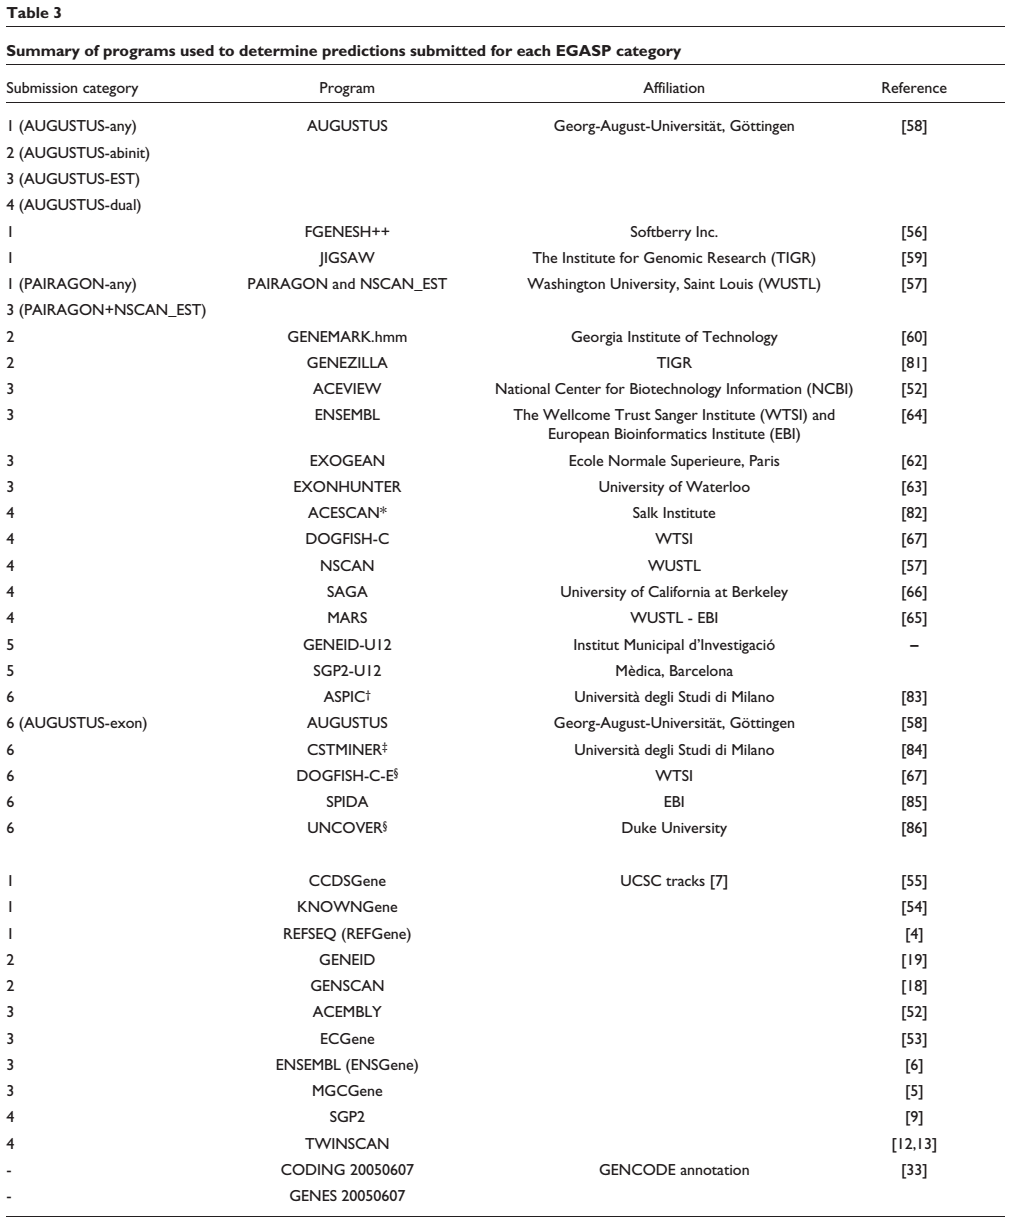 Table 3
Summary of programs used to determine predictions submitted for each EGASP category
Submission category Program Affiliation Reference
1 (AUGUSTUS-any) AUGUSTUS Georg-August-Universität, Göttingen [58]
2 (AUGUSTUS-abinit)
3 (AUGUSTUS-EST)
4 (AUGUSTUS-dual)
1 FGENESH++ Softberry Inc. [56]
1 JIGSAW The Institute for Genomic Research (TIGR) [59]
1 (PAIRAGON-any) PAIRAGON and NSCAN_EST Washington University, Saint Louis (WUSTL) [57]
3 (PAIRAGON+NSCAN_EST)
2 GENEMARK.hmm Georgia Institute of Technology [60]
2 GENEZILLA TIGR [81]
3 ACEVIEW National Center for Biotechnology Information (NCBI) [52]
3 ENSEMBL The Wellcome Trust Sanger Institute (WTSI) and [64]
European Bioinformatics Institute (EBI)
3 EXOGEAN Ecole Normale Superieure, Paris [62]
3 EXONHUNTER University of Waterloo [63]
4 ACESCAN* Salk Institute [82]
4 DOGFISH-C WTSI [67]
4 NSCAN WUSTL [57]
4 SAGA University of California at Berkeley [66]
4 MARS WUSTL - EBI [65]
5 GENEID-U12 Institut Municipal d'Investigació –
5 SGP2-U12 Mèdica, Barcelona
6 ASPIC† Università degli Studi di Milano [83]
6 (AUGUSTUS-exon) AUGUSTUS Georg-August-Universität, Göttingen [58]
6 CSTMINER‡ Università degli Studi di Milano [84]
6 DOGFISH-C-E§ WTSI [67]
6 SPIDA EBI [85]
6 UNCOVER§ Duke University [86]
1 CCDSGene UCSC tracks [7] [55]
1 KNOWNGene [54]
1 REFSEQ (REFGene) [4]
2 GENEID [19]
2 GENSCAN [18]
3 ACEMBLY [52]
3 ECGene [53]
3 ENSEMBL (ENSGene) [6]
3 MGCGene [5]
4 SGP2 [9]
4 TWINSCAN [12,13]
- CODING 20050607 GENCODE annotation [33]
- GENES 20050607